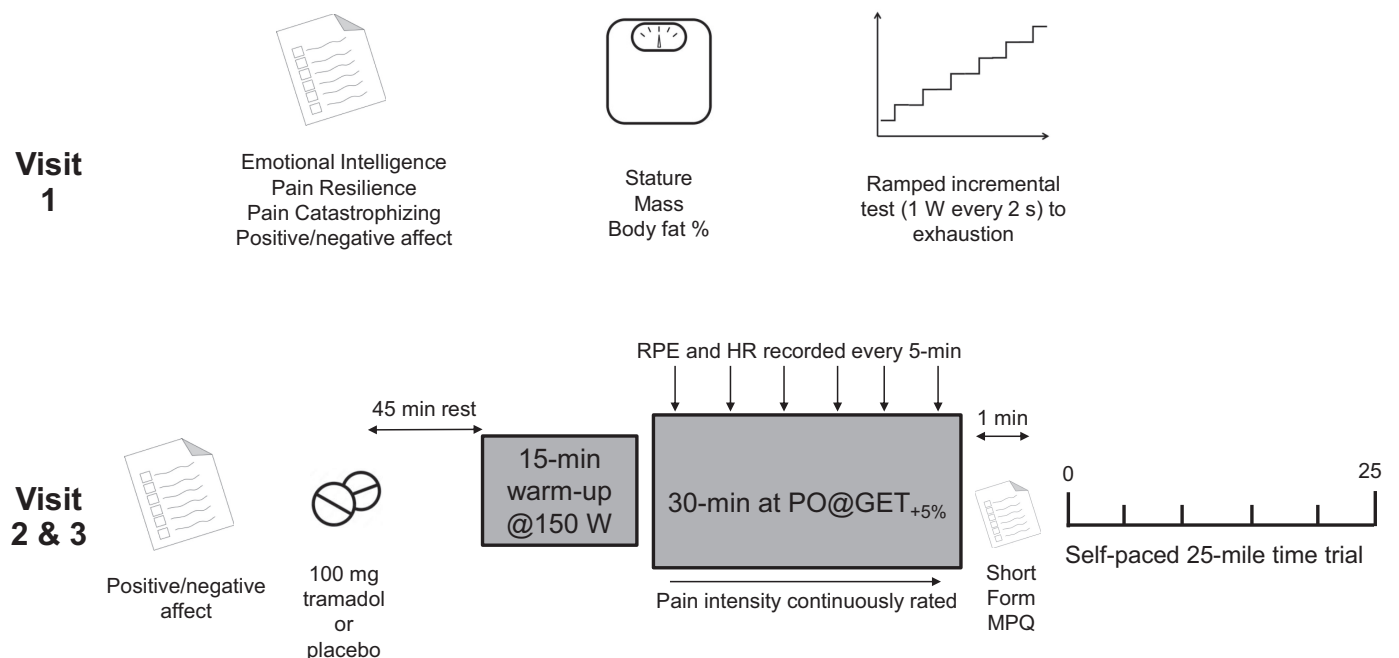 Visit
1
Emotional Intelligence
Pain Resilience
Pain Catastrophizing
Positive/negative affect
Stature
Mass
Body fat %
Ramped incremental
test (1 W every 2 s) to
exhaustion
Visit
2 & 3
Positive/negative
affect
100 mg
tramadol
or
placebo
45 min rest
15-min
warm-up
@150 W
RPE and HR recorded every 5-min
30-min at PO@GET+5%
Pain intensity continuously rated
1 min
Short
Form
MPQ
0
25
Self-paced 25-mile time trial